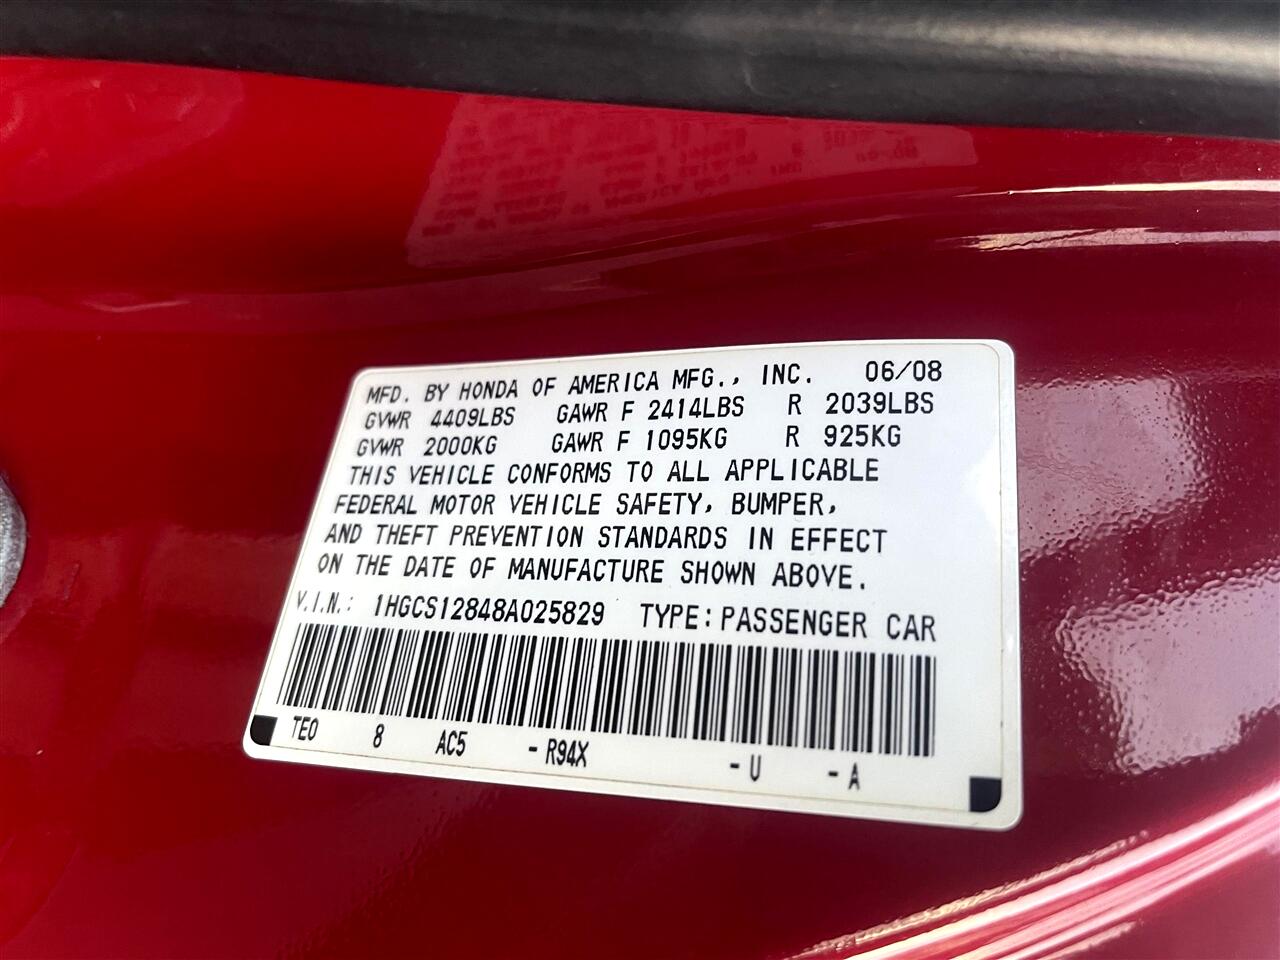 MFD. BY HONDA OF AMERICA MFG., INC. 06/08
GVWR 4409LBS GAWR F 2414LBS R 2039LBS
GVWR 2000KG GAWR F 1095KG R 925KG
THIS VEHICLE CONFORMS TO ALL APPLICABLE
FEDERAL MOTOR VEHICLE SAFETY, BUMPER,
AND THEFT PREVENTION STANDARDS IN EFFECT
ON THE DATE OF MANUFACTURE SHOWN ABOVE.
V.I.N.: 1HGCS12848A025829 TYPE: PASSENGER CAR
TE0 8 AC5 - R94X - U - A